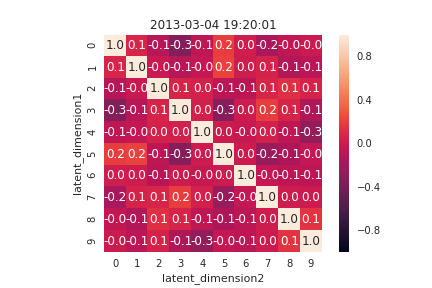 2013-03-04 19:20:01
latent_dimension1
0 1.0 0.1 -0.1 -0.3 -0.1 0.2 0.0 -0.2 -0.0 -0.0
1 0.1 1.0 -0.0 -0.1 -0.0 0.2 0.0 0.1 -0.1 -0.1
2 -0.1 -0.0 1.0 0.1 0.0 -0.1 -0.1 0.1 0.1 0.1
3 -0.3 -0.1 0.1 1.0 0.0 -0.3 0.0 0.2 0.1 -0.1
4 -0.1 -0.0 0.0 0.0 1.0 0.0 -0.0 0.0 -0.1 -0.3
5 0.2 0.2 -0.1 -0.3 0.0 1.0 0.0 -0.2 -0.1 -0.0
6 0.0 0.0 -0.1 0.0 -0.0 0.0 1.0 -0.0 -0.1 -0.1
7 -0.2 0.1 0.1 0.2 0.0 -0.2 -0.0 1.0 0.0 0.0
8 -0.0 -0.1 0.1 0.1 -0.1 -0.1 -0.1 0.0 1.0 0.1
9 -0.0 -0.1 0.1 -0.1 -0.3 -0.0 -0.1 0.0 0.1 1.0
0 1 2 3 4 5 6 7 8 9
latent_dimension2
0.8
0.4
0.0
−0.4
−0.8